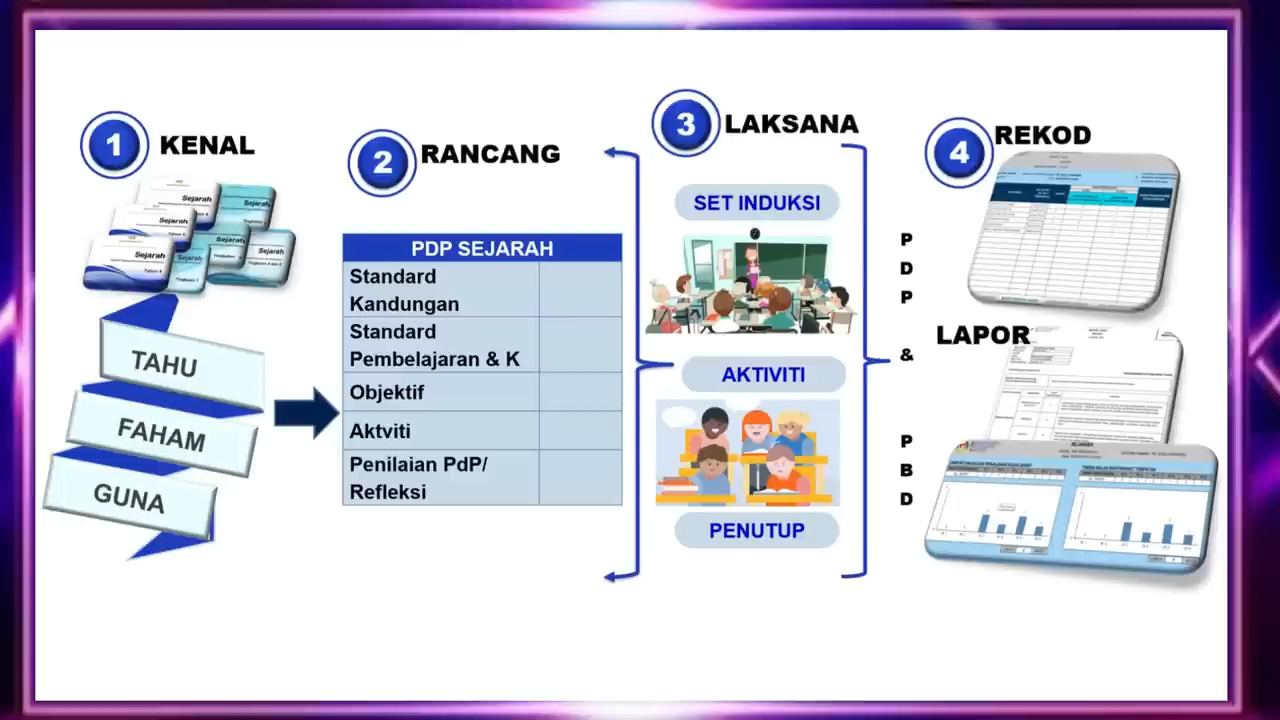 1
KENAL
Sejarah
Sejarah
Sejarah
Sejarah
Sejarah
Sejarah
Sejarah
TAHU
FAHAM
GUNA
2
RANCANG
PDP SEJARAH
Standard
Kandungan
Standard
Pembelajaran & K
Objektif
Aktviti
Penilaian PdP/
Refleksi
3
LAKSANA
SET INDUKSI
AKTIVITI
PENUTUP
P
D
P
&
P
B
D
4
REKOD
LAPOR